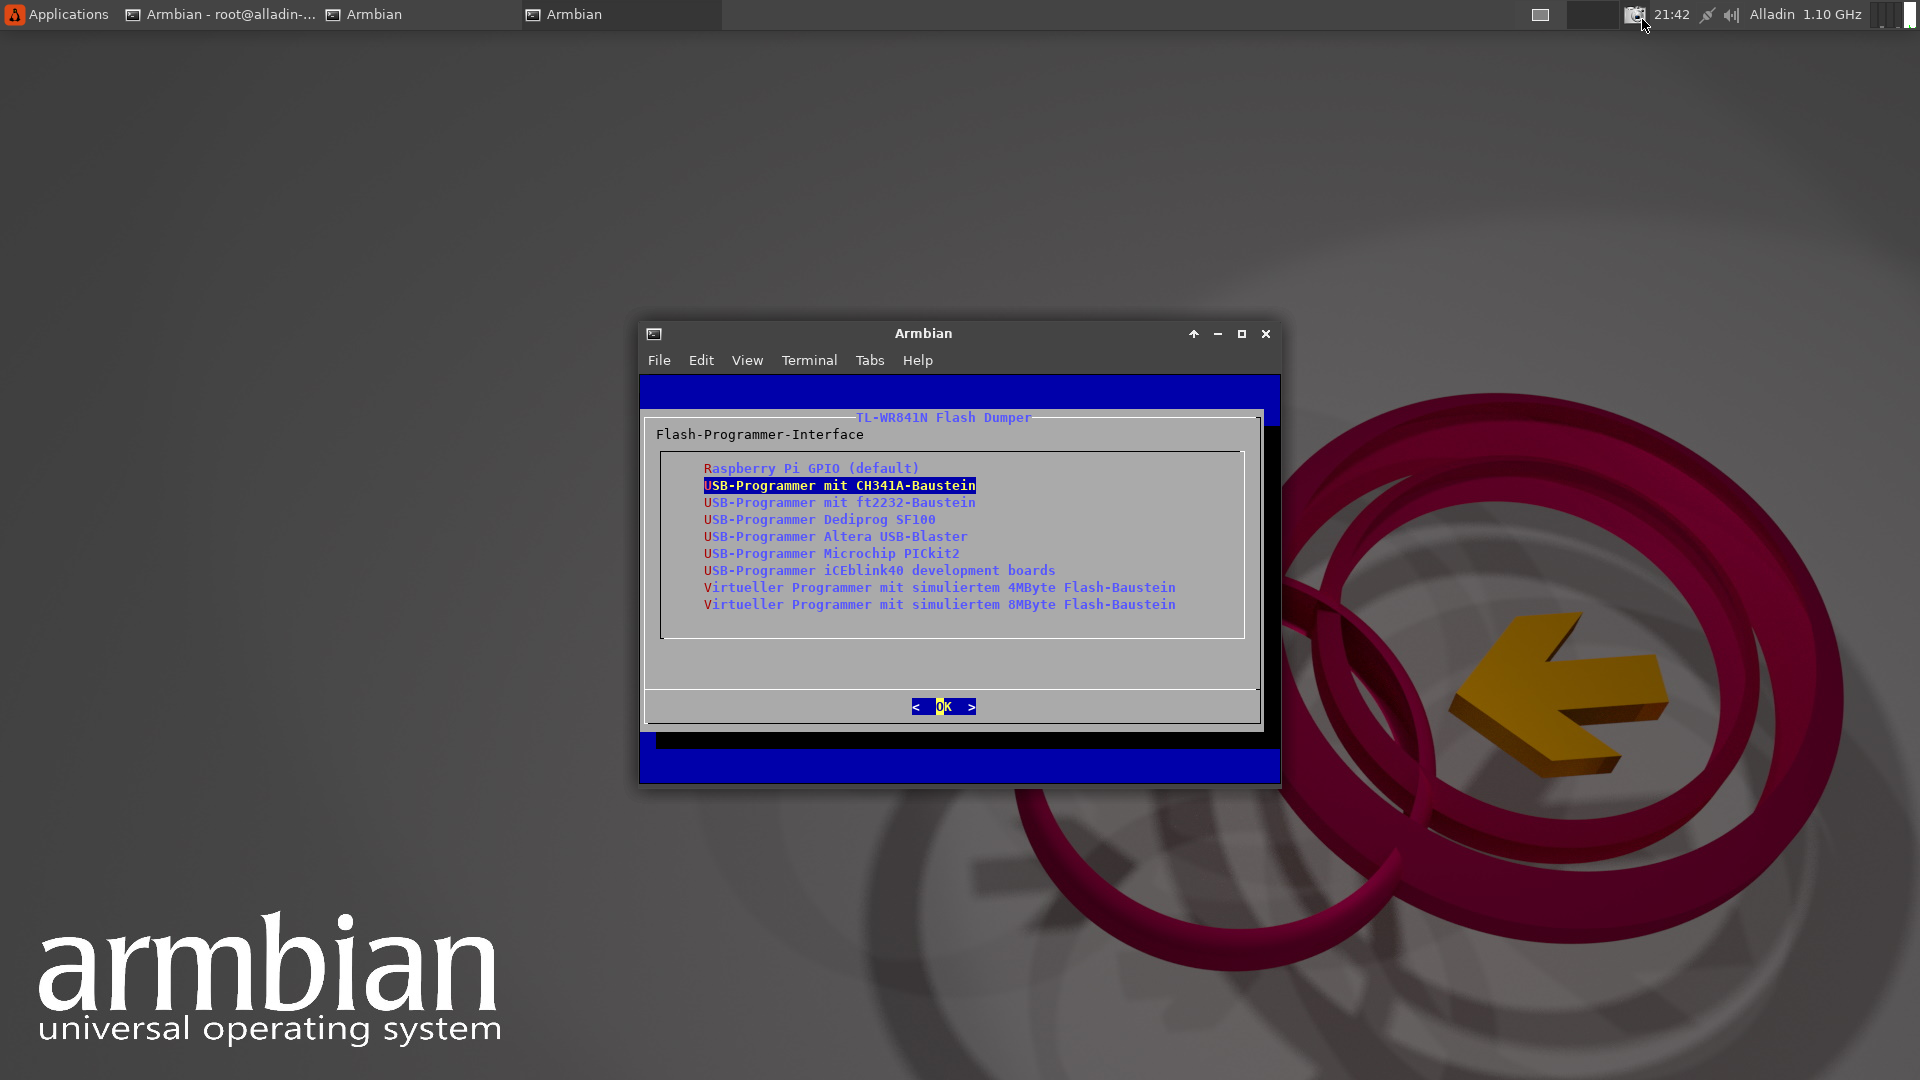 Applications Armbian - root@alladin-... Armbian Armbian 21:42 Alladin 1.10 GHz
Armbian
File Edit View Terminal Tabs Help
TL-WR841N Flash Dumper
Flash-Programmer-Interface
Raspberry Pi GPIO (default)
USB-Programmer mit CH341A-Baustein
USB-Programmer mit ft2232-Baustein
USB-Programmer Dediprog SF100
USB-Programmer Altera USB-Blaster
USB-Programmer Microchip PICkit2
USB-Programmer iCEblink40 development boards
Virtueller Programmer mit simuliertem 4MByte Flash-Baustein
Virtueller Programmer mit simuliertem 8MByte Flash-Baustein
< OK >
armbian
universal operating system